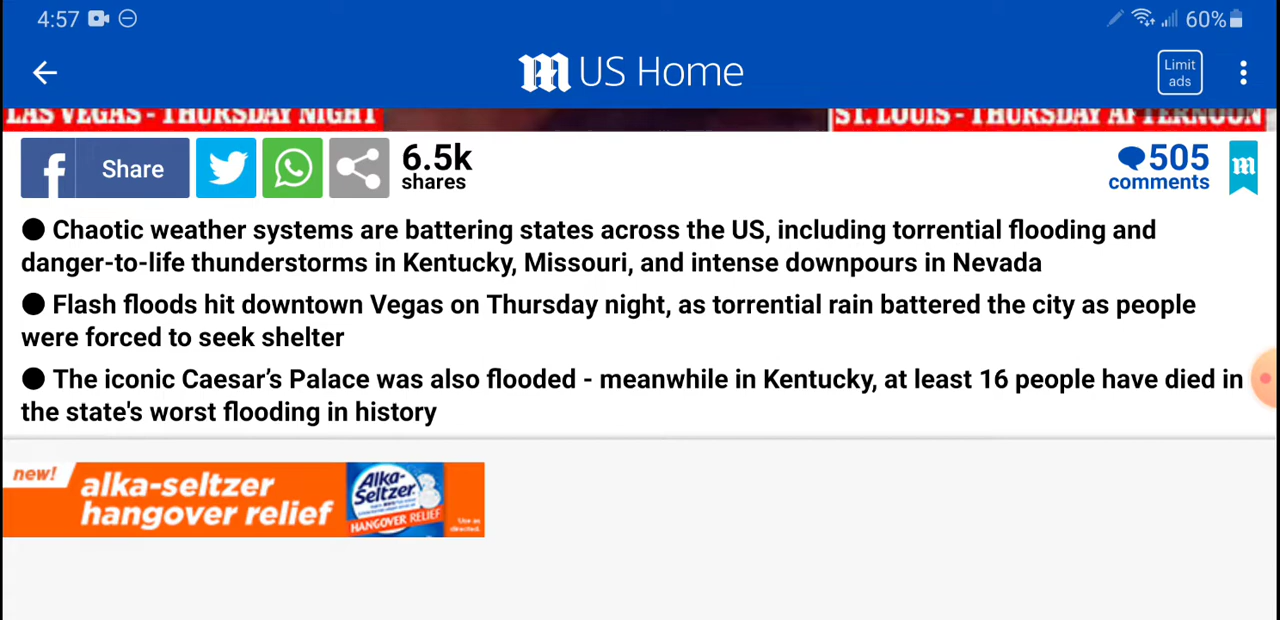 4:57 60%
US Home
Limit
ads
LAS VEGAS - THURSDAY NIGHT
ST. LOUIS - THURSDAY AFTERNOON
f Share
6.5k
shares
505
comments
● Chaotic weather systems are battering states across the US, including torrential flooding and
danger-to-life thunderstorms in Kentucky, Missouri, and intense downpours in Nevada
● Flash floods hit downtown Vegas on Thursday night, as torrential rain battered the city as people
were forced to seek shelter
● The iconic Caesar’s Palace was also flooded - meanwhile in Kentucky, at least 16 people have died in
the state's worst flooding in history
new!
alka-seltzer
hangover relief
Alka-
Seltzer
HANGOVER RELIEF
Use as
directed.